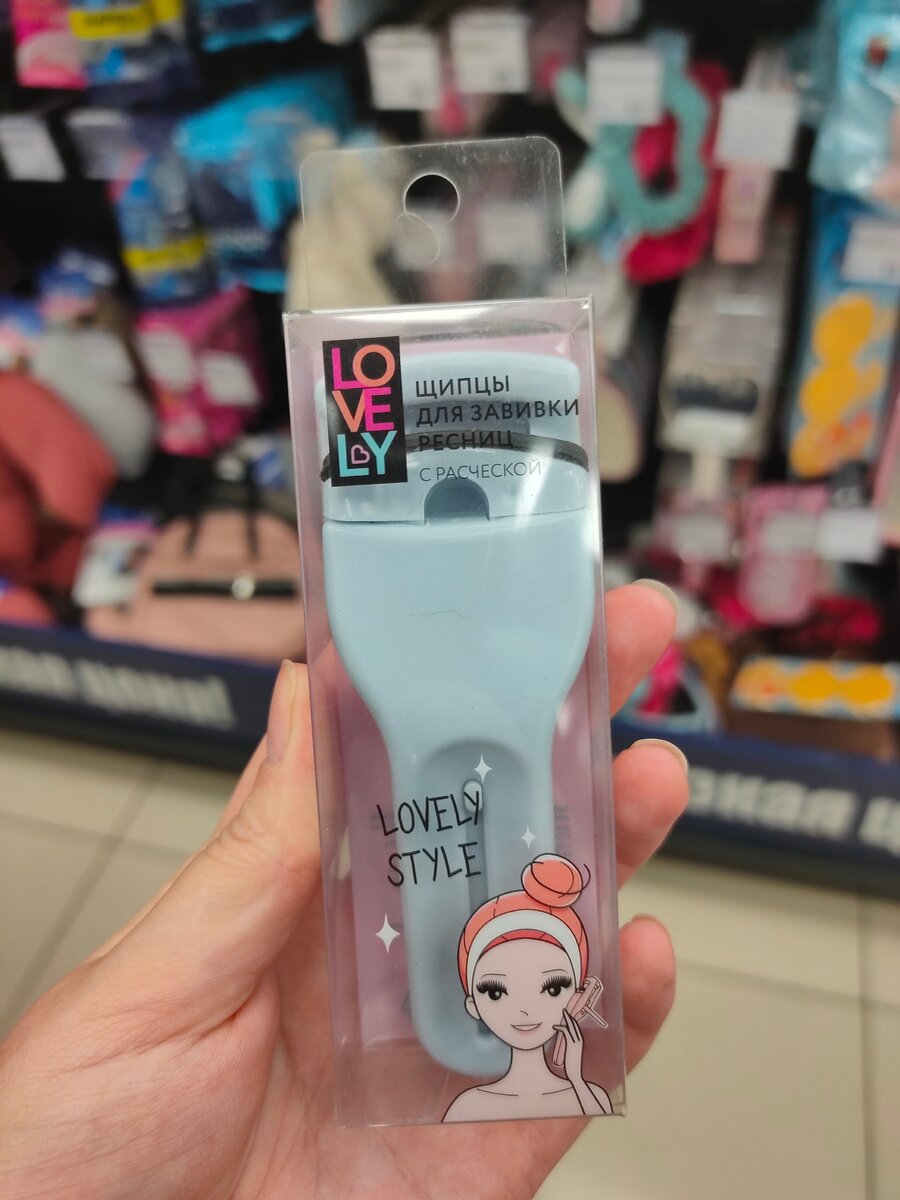 LO
VE
LY
ЩИПЦЫ
ДЛЯ ЗАВИВКИ
РЕСНИЦ
С РАСЧЕСКОЙ
LOVELY
STYLE